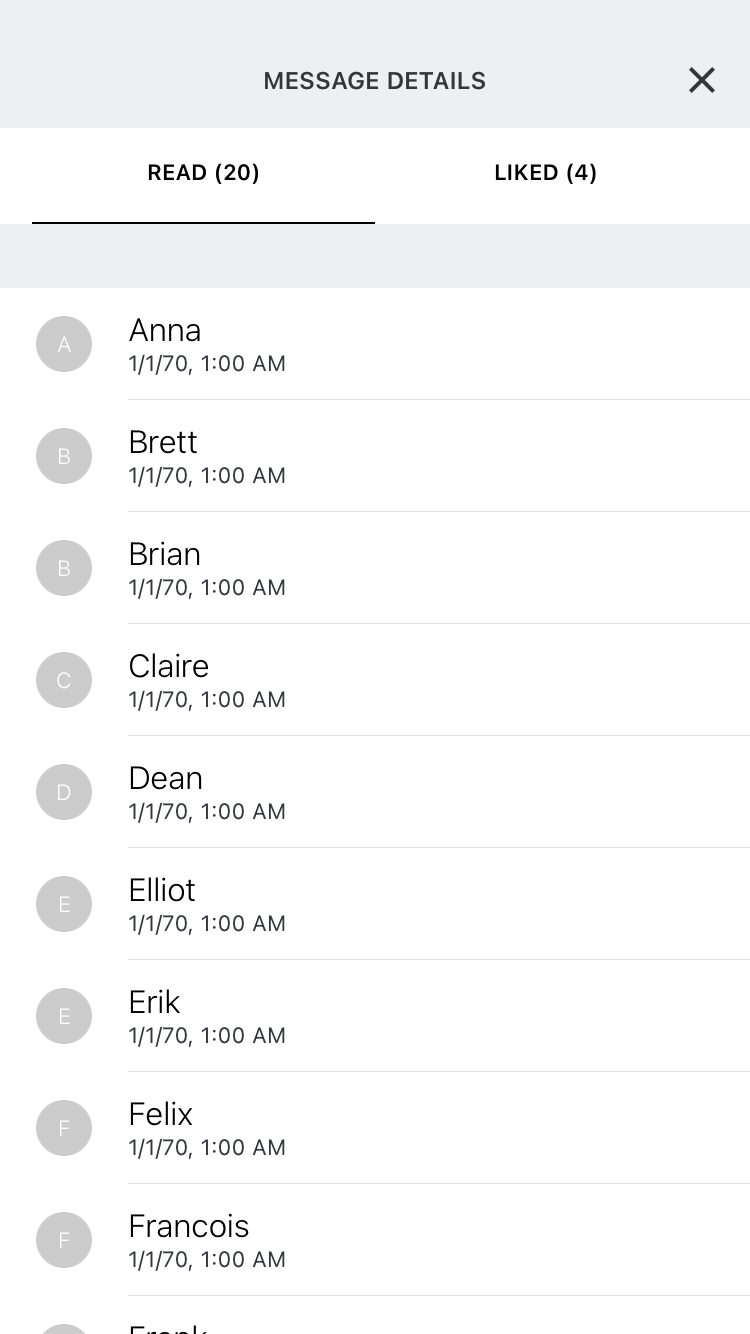 MESSAGE DETAILS
READ (20) LIKED (4)
A Anna
1/1/70, 1:00 AM
B Brett
1/1/70, 1:00 AM
B Brian
1/1/70, 1:00 AM
C Claire
1/1/70, 1:00 AM
D Dean
1/1/70, 1:00 AM
E Elliot
1/1/70, 1:00 AM
E Erik
1/1/70, 1:00 AM
F Felix
1/1/70, 1:00 AM
F Francois
1/1/70, 1:00 AM
Frank